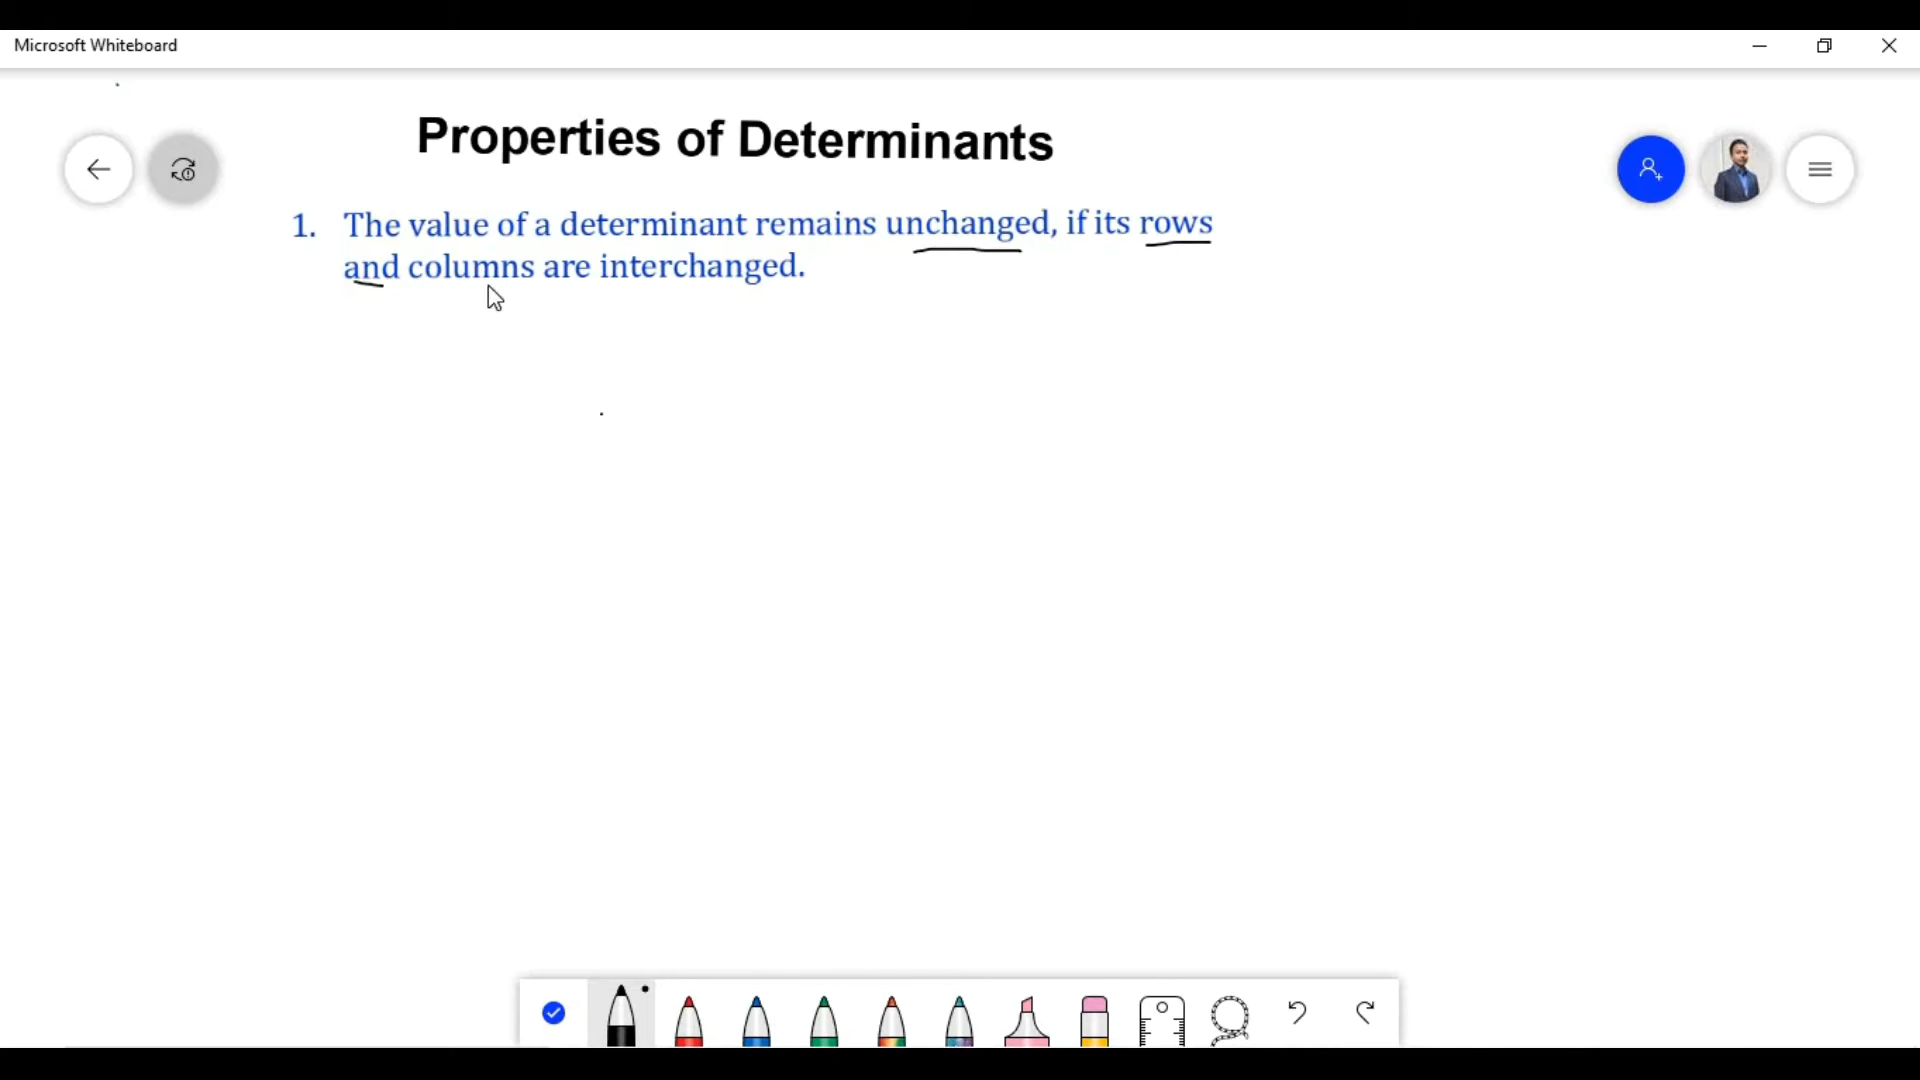 Microsoft Whiteboard
Properties of Determinants
1. The value of a determinant remains unchanged, if its rows
and columns are interchanged.